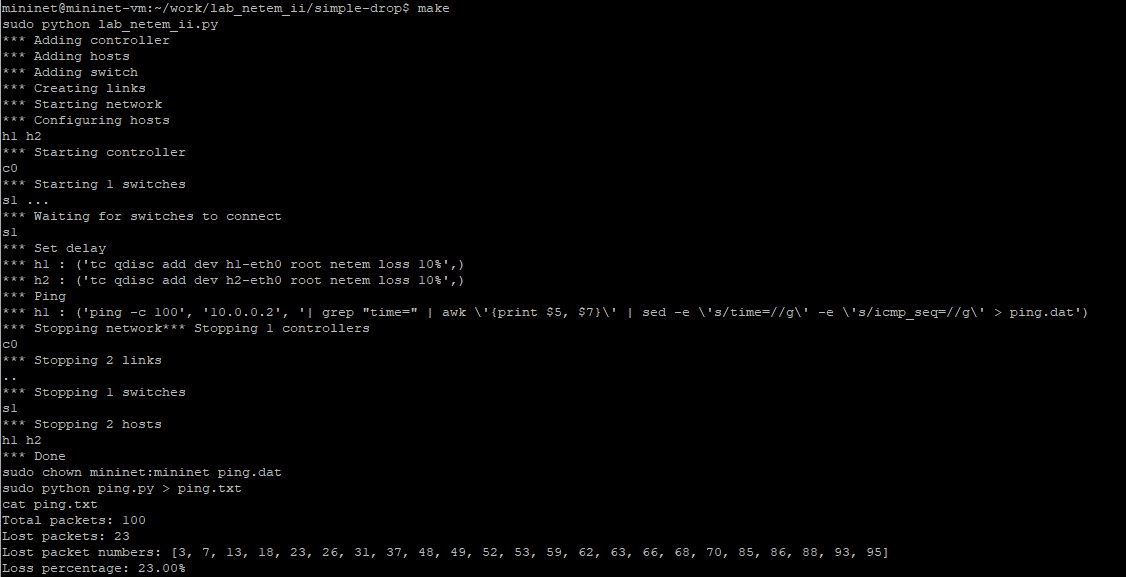 mininet@mininet-vm:~/work/lab_netem_ii/simple-drop$ make
sudo python lab_netem_ii.py
*** Adding controller
*** Adding hosts
*** Adding switch
*** Creating links
*** Starting network
*** Configuring hosts
h1 h2
*** Starting controller
c0
*** Starting 1 switches
s1 ...
*** Waiting for switches to connect
s1
*** Set delay
*** h1 : ('tc qdisc add dev h1-eth0 root netem loss 10%',)
*** h2 : ('tc qdisc add dev h2-eth0 root netem loss 10%',)
*** Ping
*** h1 : ('ping -c 100', '10.0.0.2', '| grep "time=" | awk \'{print $5, $7}\' | sed -e \'s/time=//g\' -e \'s/icmp_seq=//g\' > ping.dat')
*** Stopping network*** Stopping 1 controllers
c0
*** Stopping 2 links
..
*** Stopping 1 switches
s1
*** Stopping 2 hosts
h1 h2
*** Done
sudo chown mininet:mininet ping.dat
sudo python ping.py > ping.txt
cat ping.txt
Total packets: 100
Lost packets: 23
Lost packet numbers: [3, 7, 13, 18, 23, 26, 31, 37, 48, 49, 52, 53, 59, 62, 63, 66, 68, 70, 85, 86, 88, 93, 95]
Loss percentage: 23.00%